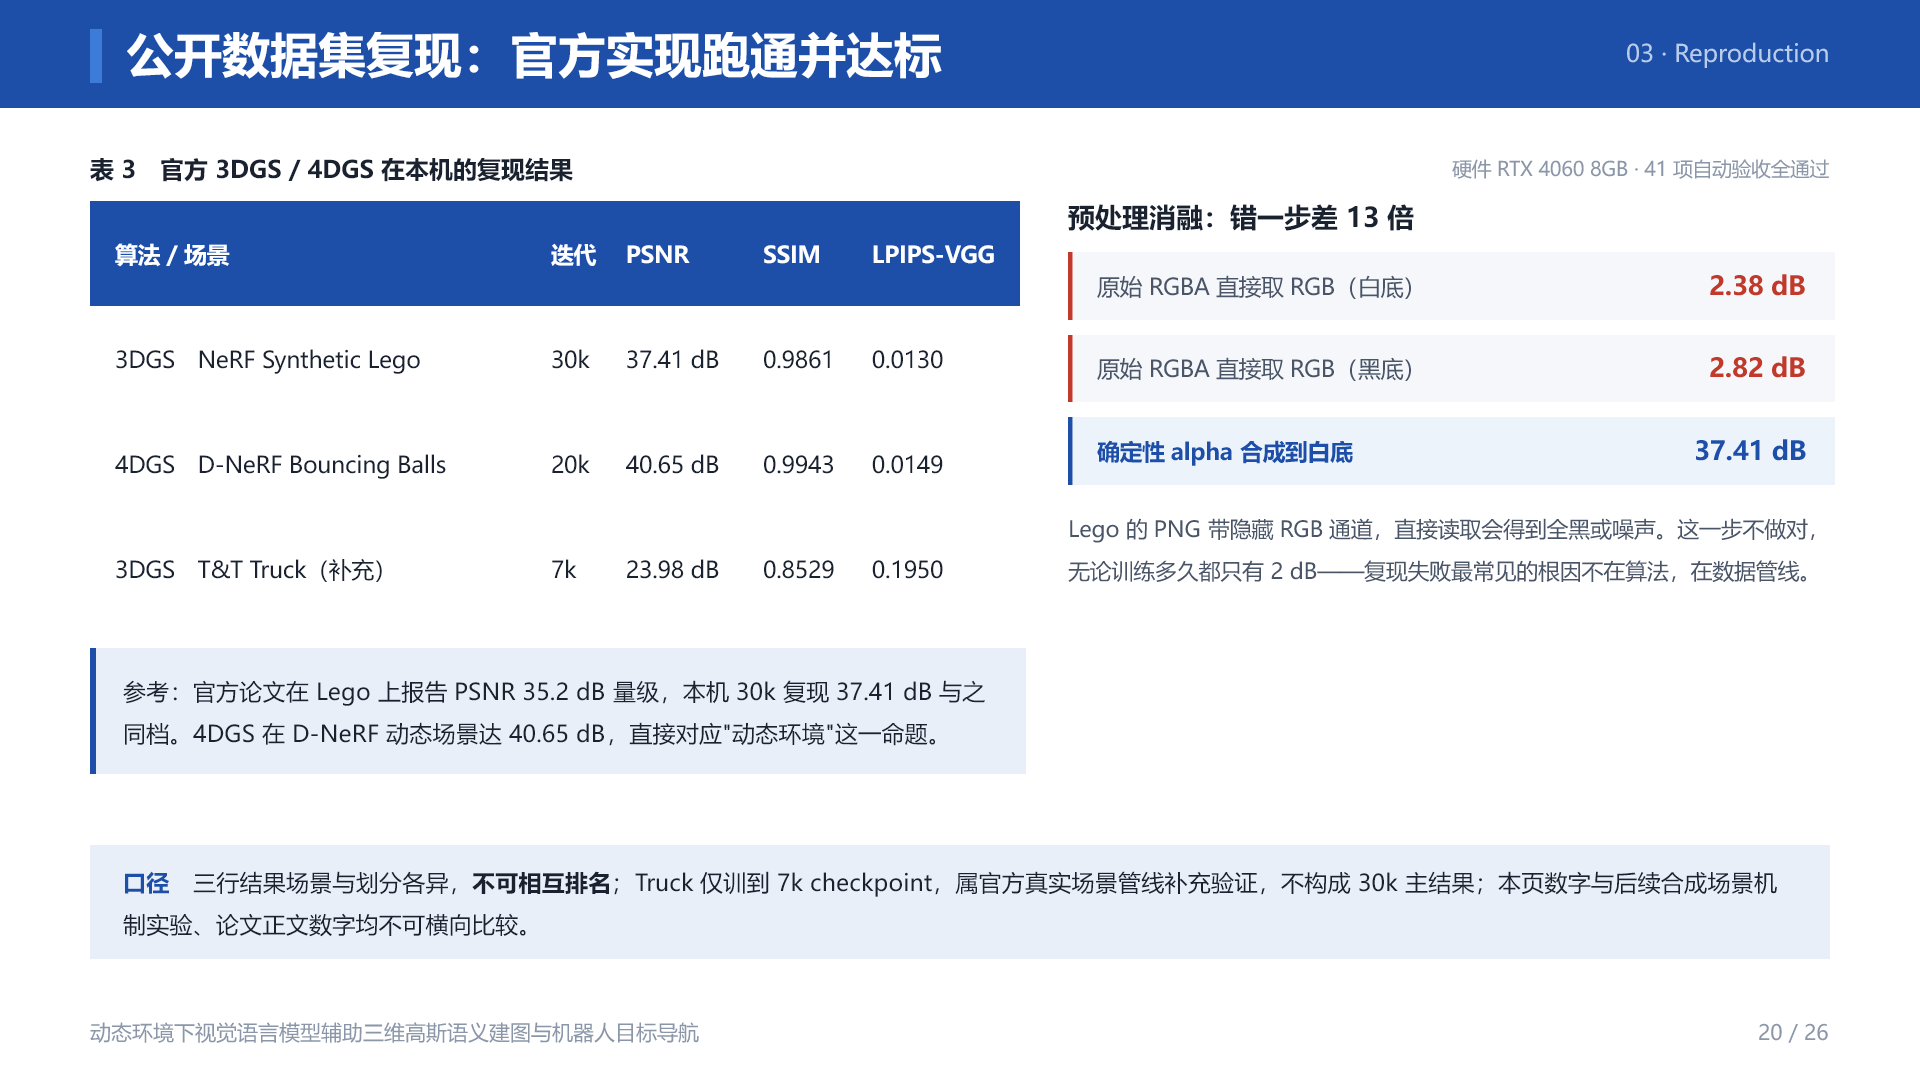 公开数据集复现：官方实现跑通并达标
03 · Reproduction
表 3 官方 3DGS / 4DGS 在本机的复现结果
硬件 RTX 4060 8GB · 41 项自动验收全通过
算法 / 场景 迭代 PSNR SSIM LPIPS-VGG
3DGS NeRF Synthetic Lego 30k 37.41 dB 0.9861 0.0130
4DGS D-NeRF Bouncing Balls 20k 40.65 dB 0.9943 0.0149
3DGS T&T Truck（补充） 7k 23.98 dB 0.8529 0.1950
参考：官方论文在 Lego 上报告 PSNR 35.2 dB 量级，本机 30k 复现 37.41 dB 与之
同档。4DGS 在 D-NeRF 动态场景达 40.65 dB，直接对应"动态环境"这一命题。
预处理消融：错一步差 13 倍
原始 RGBA 直接取 RGB（白底） 2.38 dB
原始 RGBA 直接取 RGB（黑底） 2.82 dB
确定性 alpha 合成到白底 37.41 dB
Lego 的 PNG 带隐藏 RGB 通道，直接读取会得到全黑或噪声。这一步不做对，
无论训练多久都只有 2 dB——复现失败最常见的根因不在算法，在数据管线。
口径 三行结果场景与划分各异，不可相互排名；Truck 仅训到 7k checkpoint，属官方真实场景管线补充验证，不构成 30k 主结果；本页数字与后续合成场景机
制实验、论文正文数字均不可横向比较。
动态环境下视觉语言模型辅助三维高斯语义建图与机器人目标导航
20 / 26